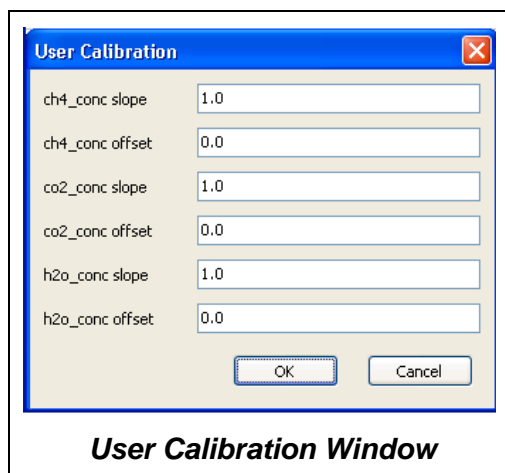 User Calibration
ch4_conc slope 1.0
ch4_conc offset 0.0
co2_conc slope 1.0
co2_conc offset 0.0
h2o_conc slope 1.0
h2o_conc offset 0.0
OK Cancel
User Calibration Window